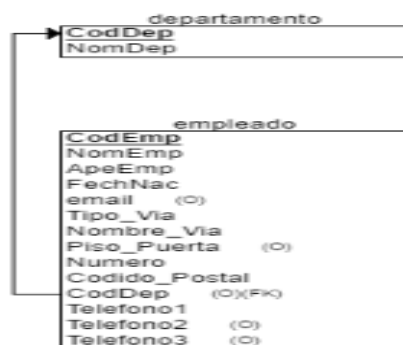 departamento
CodDep
NomDep
empleado
CodEmp
NomEmp
ApeEmp
FechNac
email (O)
Tipo_Via
Nombre_Via
Piso_Puerta (O)
Numero
Codido_Postal
CodDep (O)(FK)
Telefono1
Telefono2 (O)
Telefono3 (O)